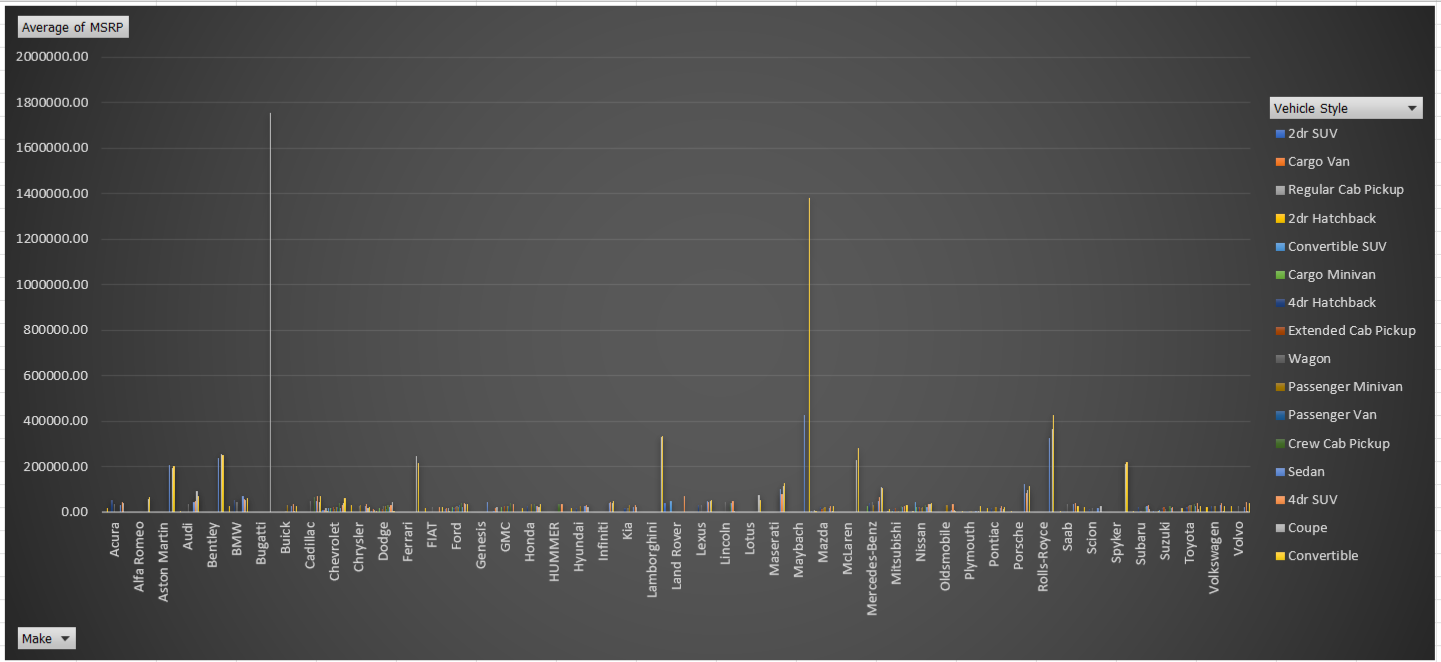 Average of MSRP
2000000.00
1800000.00
1600000.00
1400000.00
1200000.00
1000000.00
800000.00
600000.00
400000.00
200000.00
0.00
Acura
Alfa Romeo
Aston Martin
Audi
Bentley
BMW
Bugatti
Buick
Cadillac
Chevrolet
Chrysler
Dodge
Ferrari
FIAT
Ford
Genesis
GMC
Honda
HUMMER
Hyundai
Infiniti
Kia
Lamborghini
Land Rover
Lexus
Lincoln
Lotus
Maserati
Maybach
Mazda
McLaren
Mercedes-Benz
Mitsubishi
Nissan
Oldsmobile
Plymouth
Pontiac
Porsche
Rolls-Royce
Saab
Scion
Spyker
Subaru
Suzuki
Toyota
Volkswagen
Volvo
Vehicle Style
2dr SUV
Cargo Van
Regular Cab Pickup
2dr Hatchback
Convertible SUV
Cargo Minivan
4dr Hatchback
Extended Cab Pickup
Wagon
Passenger Minivan
Passenger Van
Crew Cab Pickup
Sedan
4dr SUV
Coupe
Convertible
Make